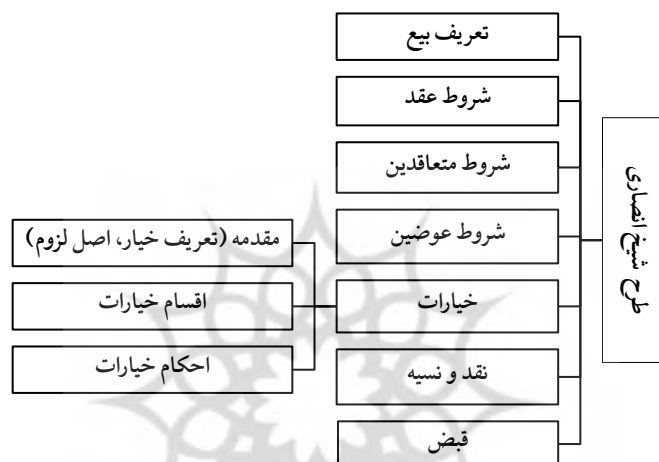 طرح شیخ انصاری
تعریف بیع
شروط عقد
شروط متعاقدین
شروط عوضین
خیارات
مقدمه (تعریف خیار، اصل لزوم)
اقسام خیارات
احکام خیارات
نقد و نسیه
قبض